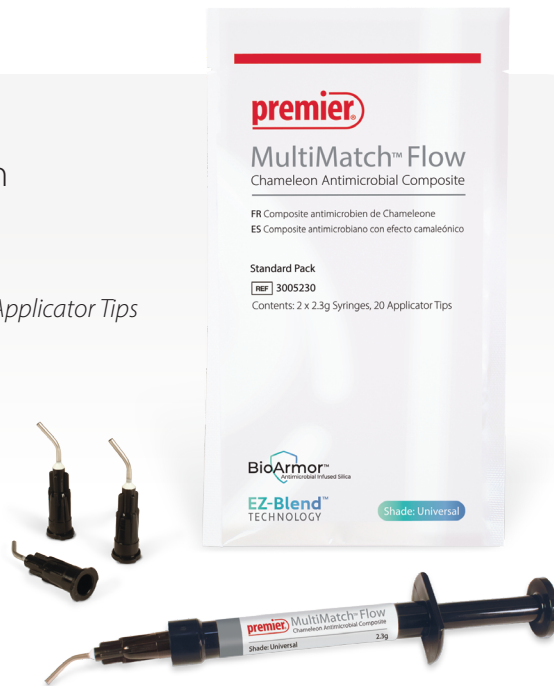 Applicator Tips
premier®
MultiMatch™ Flow
Chameleon Antimicrobial Composite
FR Composite antimicrobien de Chameleone
ES Composite antimicrobiano con efecto camaleónico
Standard Pack
REF 3005230
Contents: 2 x 2.3g Syringes, 20 Applicator Tips
BioArmor™
Antimicrobial Infused Silica
EZ-Blend™
TECHNOLOGY
Shade: Universal
premier® MultiMatch™ Flow
Chameleon Antimicrobial Composite
Shade: Universal
2.3g